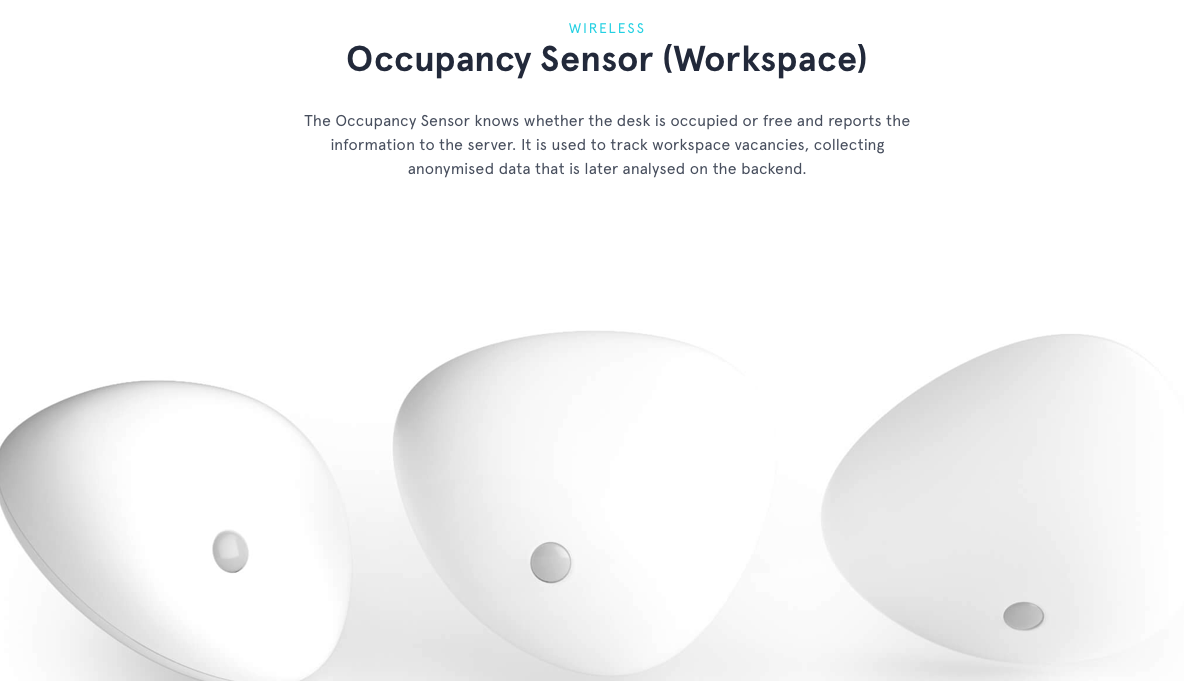 WIRELESS
Occupancy Sensor (Workspace)
The Occupancy Sensor knows whether the desk is occupied or free and reports the
information to the server. It is used to track workspace vacancies, collecting
anonymised data that is later analysed on the backend.